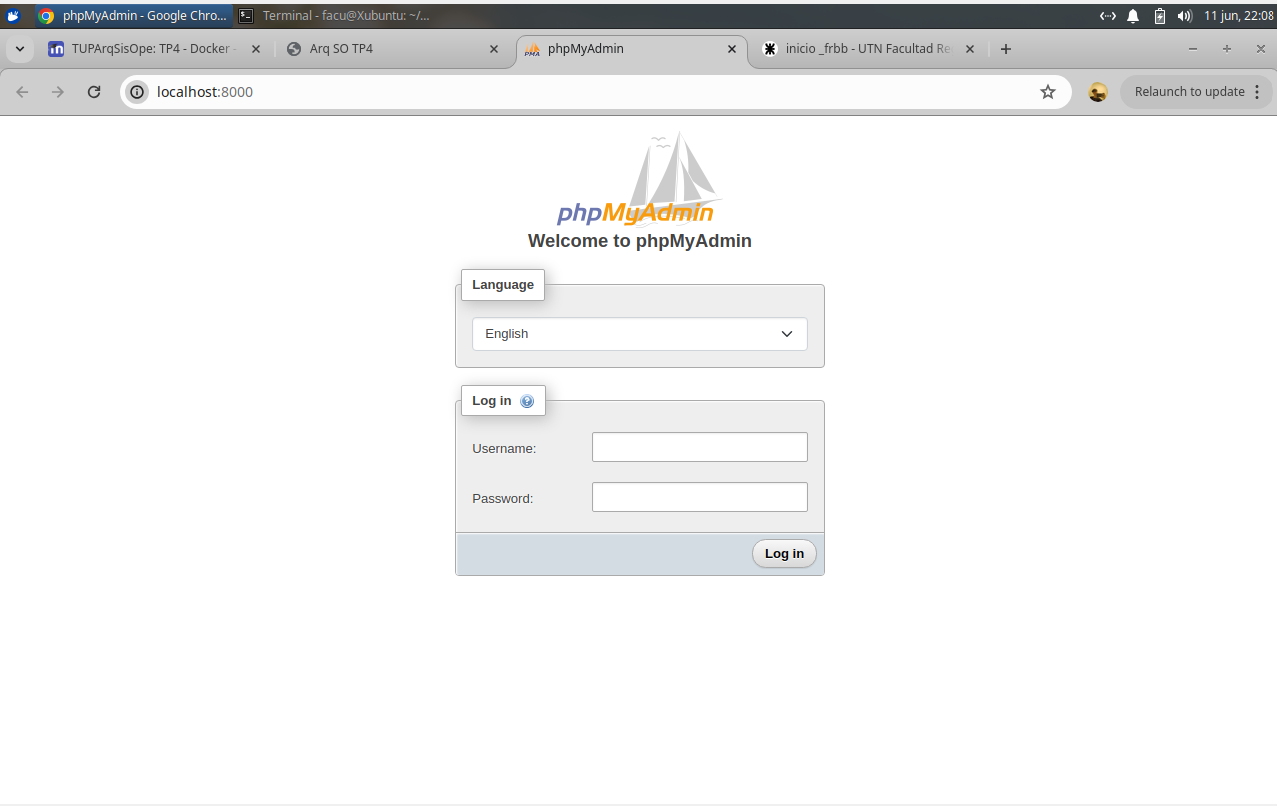 phpMyAdmin - Google Chro...
Terminal - facu@Xubuntu: ~/...
11 jun, 22:08
TUPArqSisOpe: TP4 - Docker -
Arq SO TP4
PMA
phpMyAdmin
inicio _frbb - UTN Facultad Re
localhost:8000
Relaunch to update
phpMyAdmin
Welcome to phpMyAdmin
Language
English
Log in
Username:
Password:
Log in